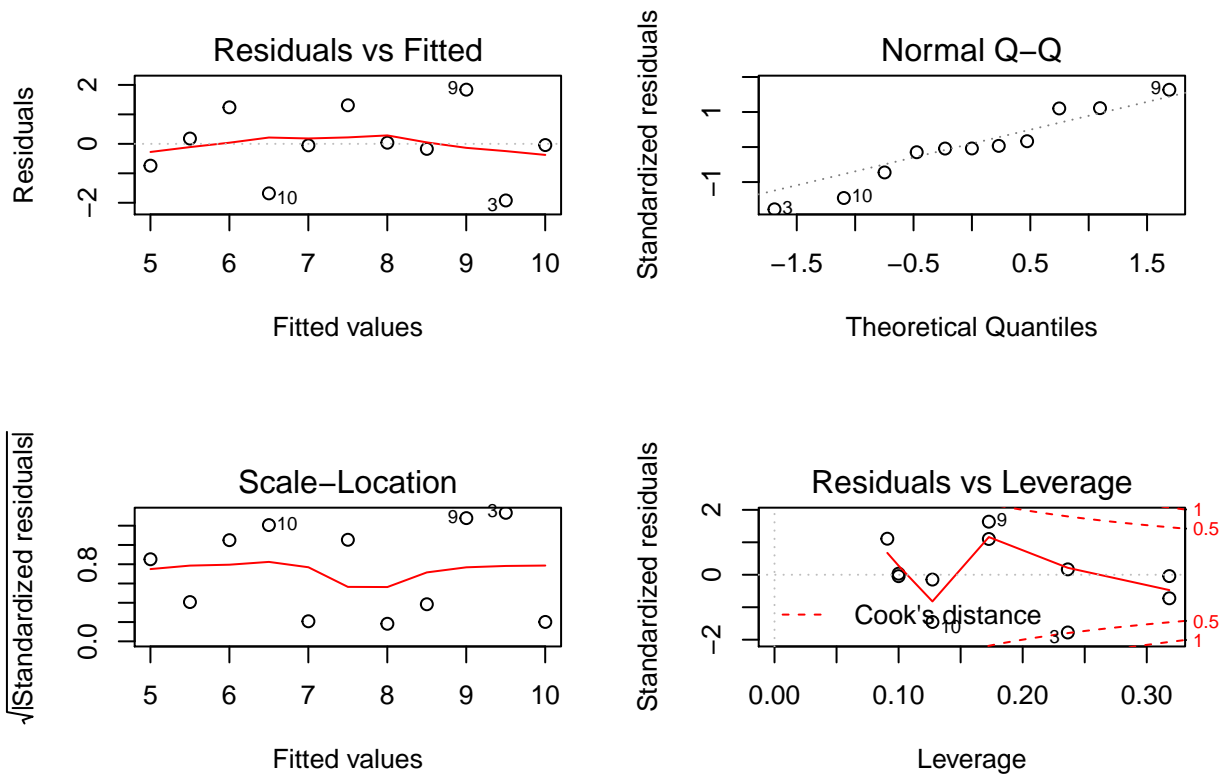 Residuals vs Fitted
Residuals
2
0
−2
9
10
3
5 6 7 8 9 10
Fitted values
Normal Q−Q
Standardized residuals
1
−1
9
10
3
−1.5 −0.5 0.5 1.5
Theoretical Quantiles
Scale−Location
√|Standardized residuals|
0.8
0.0
10
9
3
5 6 7 8 9 10
Fitted values
Residuals vs Leverage
Standardized residuals
2
0
−2
9
10
3
Cook's distance
1
0.5
0.5
1
0.00 0.10 0.20 0.30
Leverage